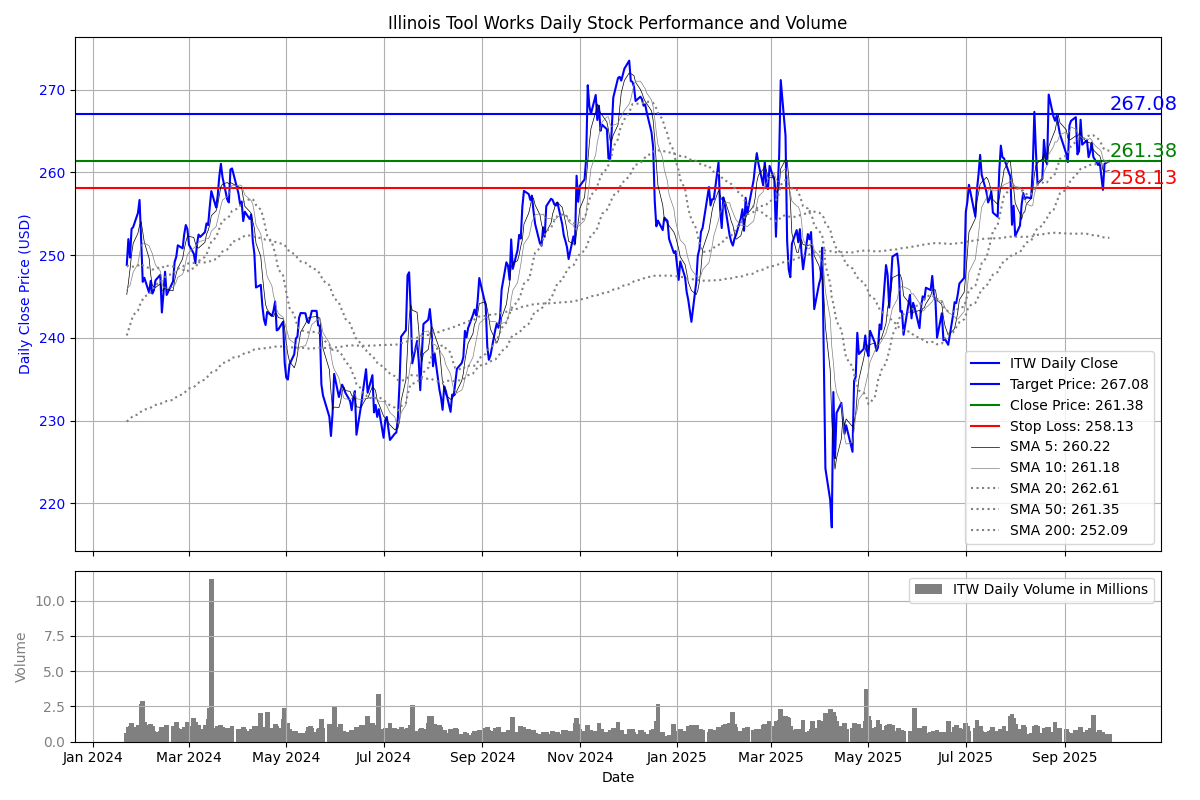 Illinois Tool Works Daily Stock Performance and Volume
Daily Close Price (USD)
270
260
250
240
230
220
267.08
261.38
258.13
ITW Daily Close
Target Price: 267.08
Close Price: 261.38
Stop Loss: 258.13
SMA 5: 260.22
SMA 10: 261.18
SMA 20: 262.61
SMA 50: 261.35
SMA 200: 252.09
Volume
10.0
7.5
5.0
2.5
0.0
ITW Daily Volume in Millions
Jan 2024 Mar 2024 May 2024 Jul 2024 Sep 2024 Nov 2024 Jan 2025 Mar 2025 May 2025 Jul 2025 Sep 2025
Date